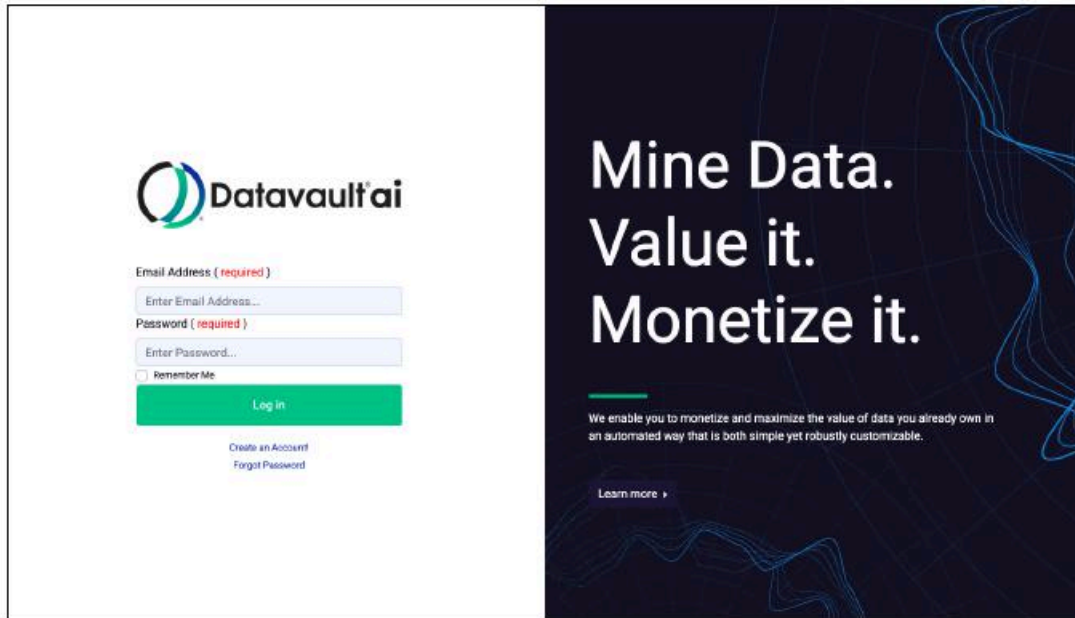 Datavault®ai
Email Address ( required )
Enter Email Address...
Password ( required )
Enter Password...
Remember Me
Log in
Create an Account!
Forgot Password
Mine Data.
Value it.
Monetize it.
We enable you to monetize and maximize the value of data you already own in
an automated way that is both simple yet robustly customizable.
Learn more